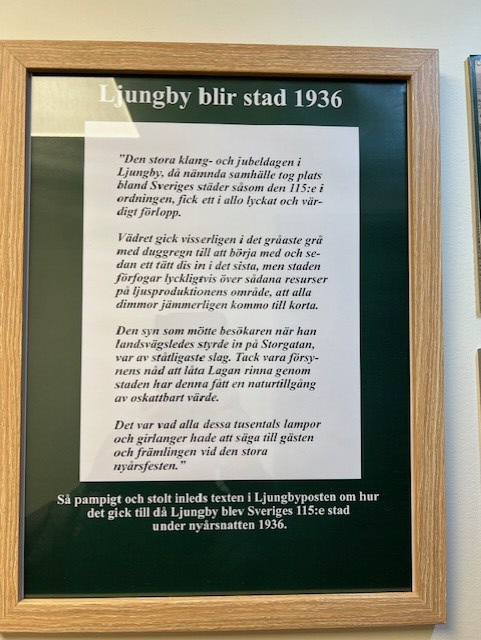 Ljungby blir stad 1936
"Den stora klang- och jubeldagen i
Ljungby, då nämnda samhälle tog plats
bland Sveriges städer såsom den 115:e i
ordningen, fick ett i allo lyckat och vär-
digt förlopp.
Vädret gick visserligen i det gråaste grå
med duggregn till att börja med och se-
dan ett tätt dis in i det sista, men staden
förfogar lyckligtvis över sådana resurser
på ljusproduktionens område, att alla
dimmor jämmerligen kommo till korta.
Den syn som mötte besökaren när han
landsvägsledes styrde in på Storgatan,
var av ståtligaste slag. Tack vara försy-
nens nåd att låta Lagan rinna genom
staden har denna fått en naturtillgång
av oskattbart värde.
Det var vad alla dessa tusentals lampor
och girlanger hade att säga till gästen
och främlingen vid den stora
nyårsfesten."
Så pampigt och stolt inleds texten i Ljungbyposten om hur
det gick till då Ljungby blev Sveriges 115:e stad
under nyårsnatten 1936.